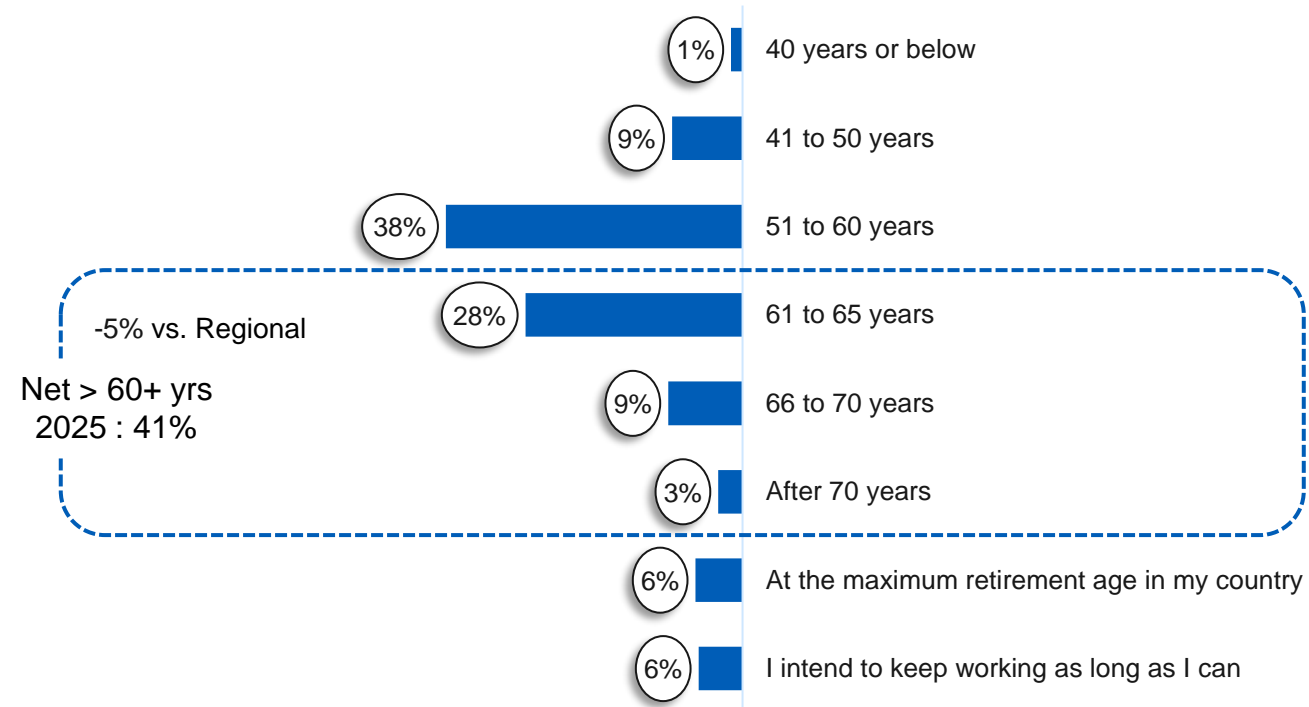 1% 40 years or below
9% 41 to 50 years
38% 51 to 60 years
28% 61 to 65 years
-5% vs. Regional
Net > 60+ yrs
2025 : 41%
9% 66 to 70 years
3% After 70 years
6% At the maximum retirement age in my country
6% I intend to keep working as long as I can